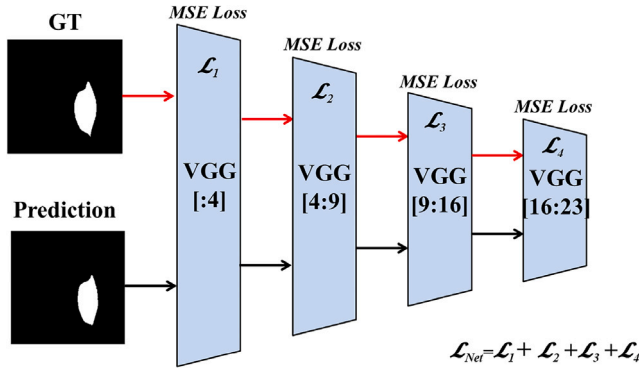 GT
MSE Loss
ℒ1
VGG
[:4]
MSE Loss
ℒ2
VGG
[4:9]
MSE Loss
ℒ3
VGG
[9:16]
MSE Loss
ℒ4
VGG
[16:23]
Prediction
ℒNet=ℒ1+ ℒ2+ℒ3+ℒ4